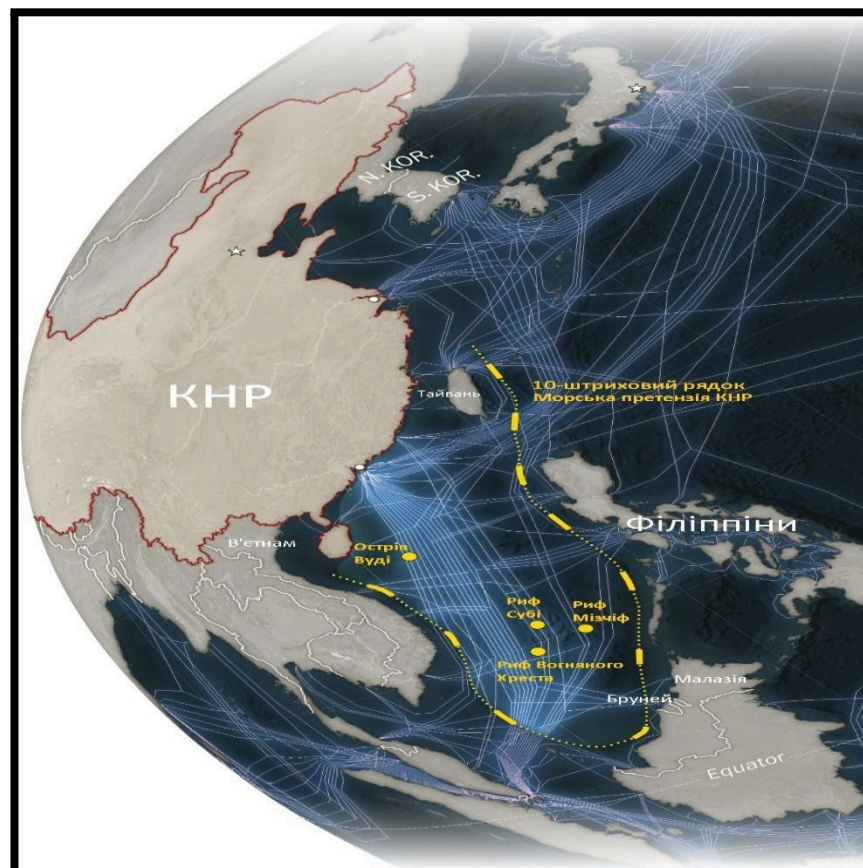 N. KOR.
S. KOR.
КНР
Тайвань
10-штриховий рядок
Морська претензія КНР
Філіппіни
В'єтнам
Острів
Вуді
Риф
Субі
Риф
Мізчіф
Риф Вогняного
Хреста
Малазія
Бруней
Equator